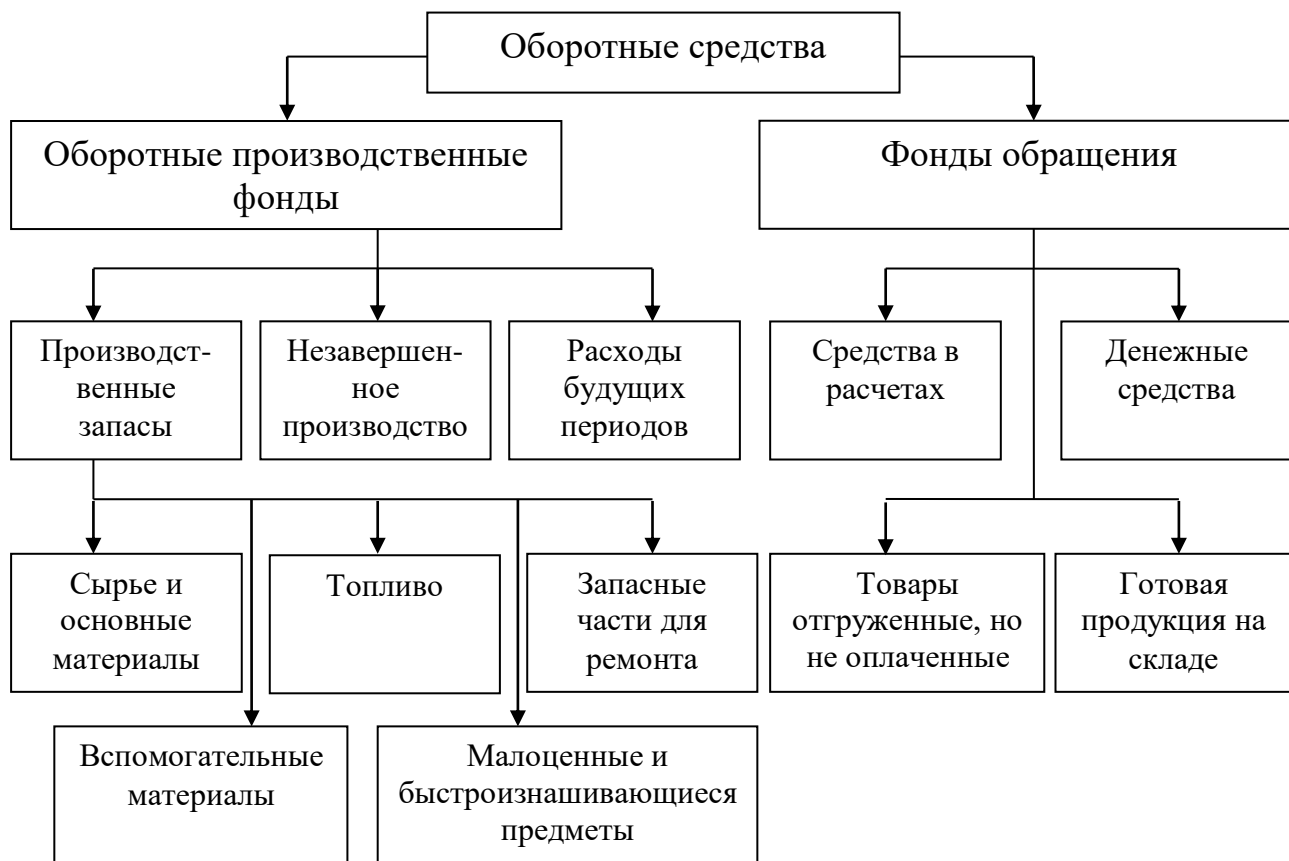 Оборотные средства
Оборотные производственные
фонды
Фонды обращения
Производст-
венные
запасы
Незавершен-
ное
производство
Расходы
будущих
периодов
Средства в
расчетах
Денежные
средства
Сырье и
основные
материалы
Топливо
Запасные
части для
ремонта
Товары
отгруженные, но
не оплаченные
Готовая
продукция на
складе
Вспомогательные
материалы
Малоценные и
быстроизнашивающиеся
предметы